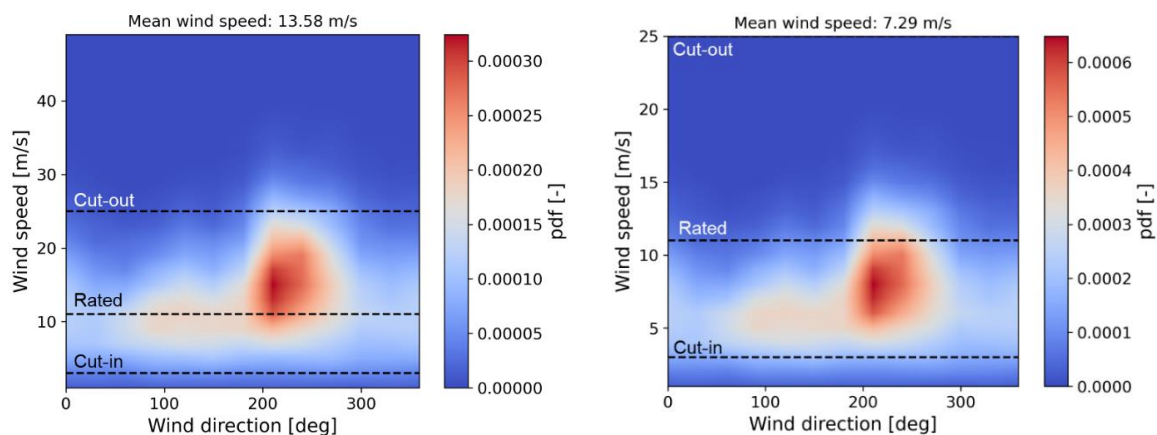 Mean wind speed: 13.58 m/s
Wind speed [m/s]
40
30
20
10
Cut-out
Rated
Cut-in
0
100
200
300
Wind direction [deg]
0.00030
0.00025
0.00020
0.00015
0.00010
0.00005
0.00000
pdf [-]
Mean wind speed: 7.29 m/s
Wind speed [m/s]
25
20
15
10
5
Cut-out
Rated
Cut-in
0
100
200
300
Wind direction [deg]
0.0006
0.0005
0.0004
0.0003
0.0002
0.0001
0.0000
pdf [-]